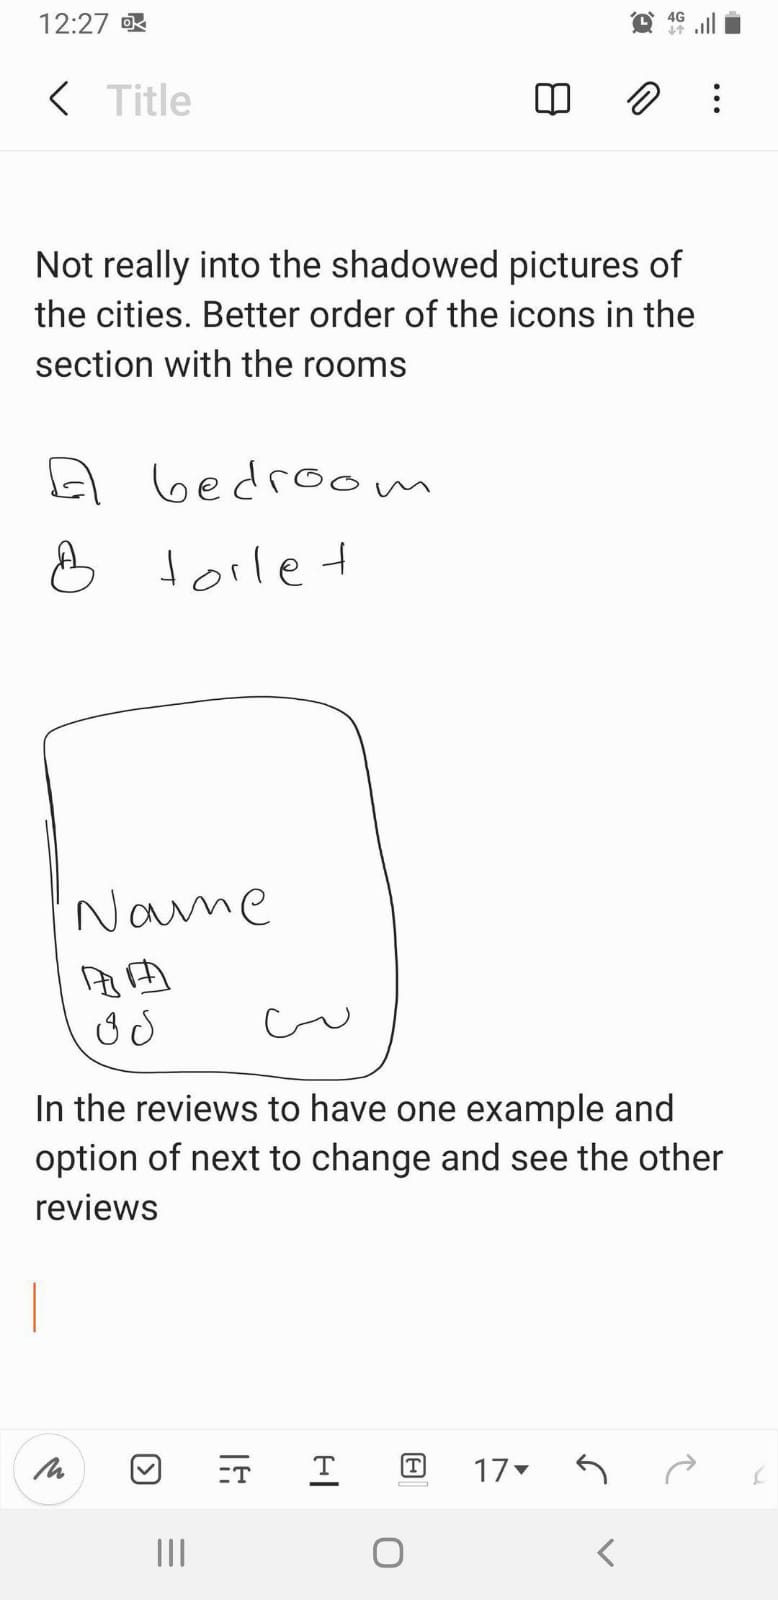 12:27
4G
Title
Not really into the shadowed pictures of
the cities. Better order of the icons in the
section with the rooms
bedroom
toilet
Name
In the reviews to have one example and
option of next to change and see the other
reviews
T
T
T
17